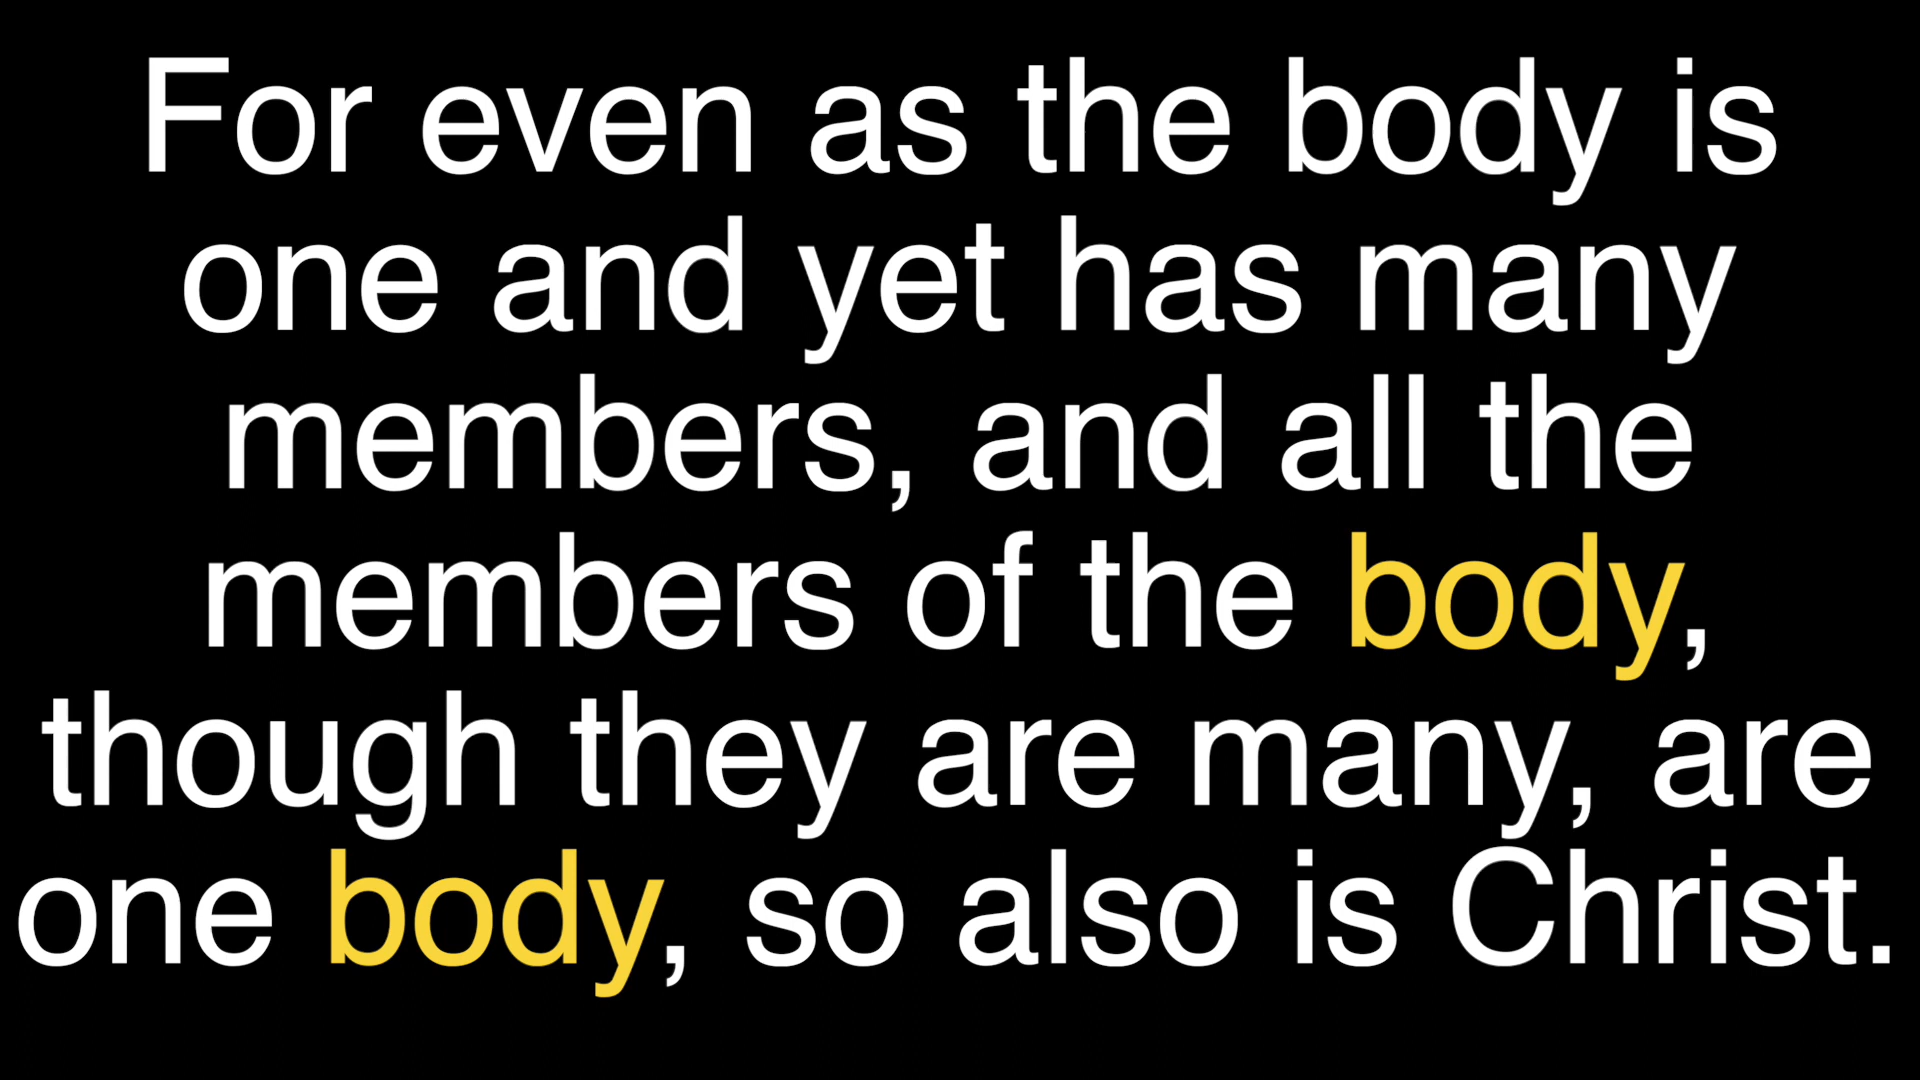 For even as the body is
one and yet has many
members, and all the
members of the body,
though they are many, are
one body, so also is Christ.